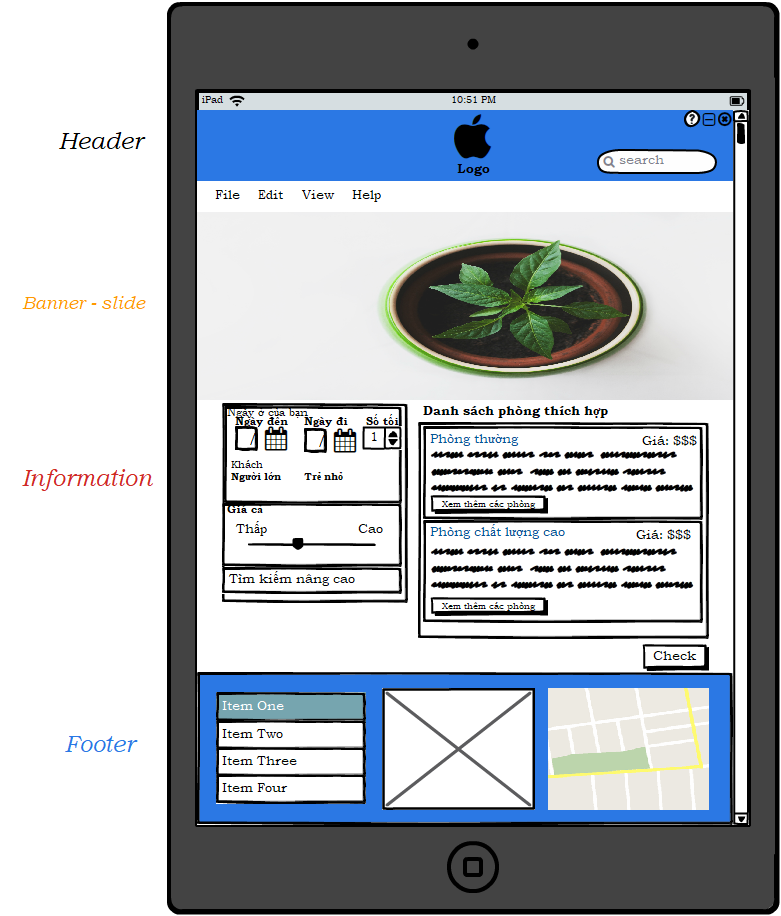 iPad 10:51 PM
Header
Logo
search
File Edit View Help
Banner - slide
Information
Ngày ở của bạn
Ngày đến Ngày đi Số tối
/ / 1
Khách
Người lớn Trẻ nhỏ
Giá cả
Thấp Cao
Tìm kiếm nâng cao
Danh sách phòng thích hợp
Phòng thường Giá: $$$
Xem thêm các phòng
Phòng chất lượng cao Giá: $$$
Xem thêm các phòng
Check
Footer
Item One
Item Two
Item Three
Item Four